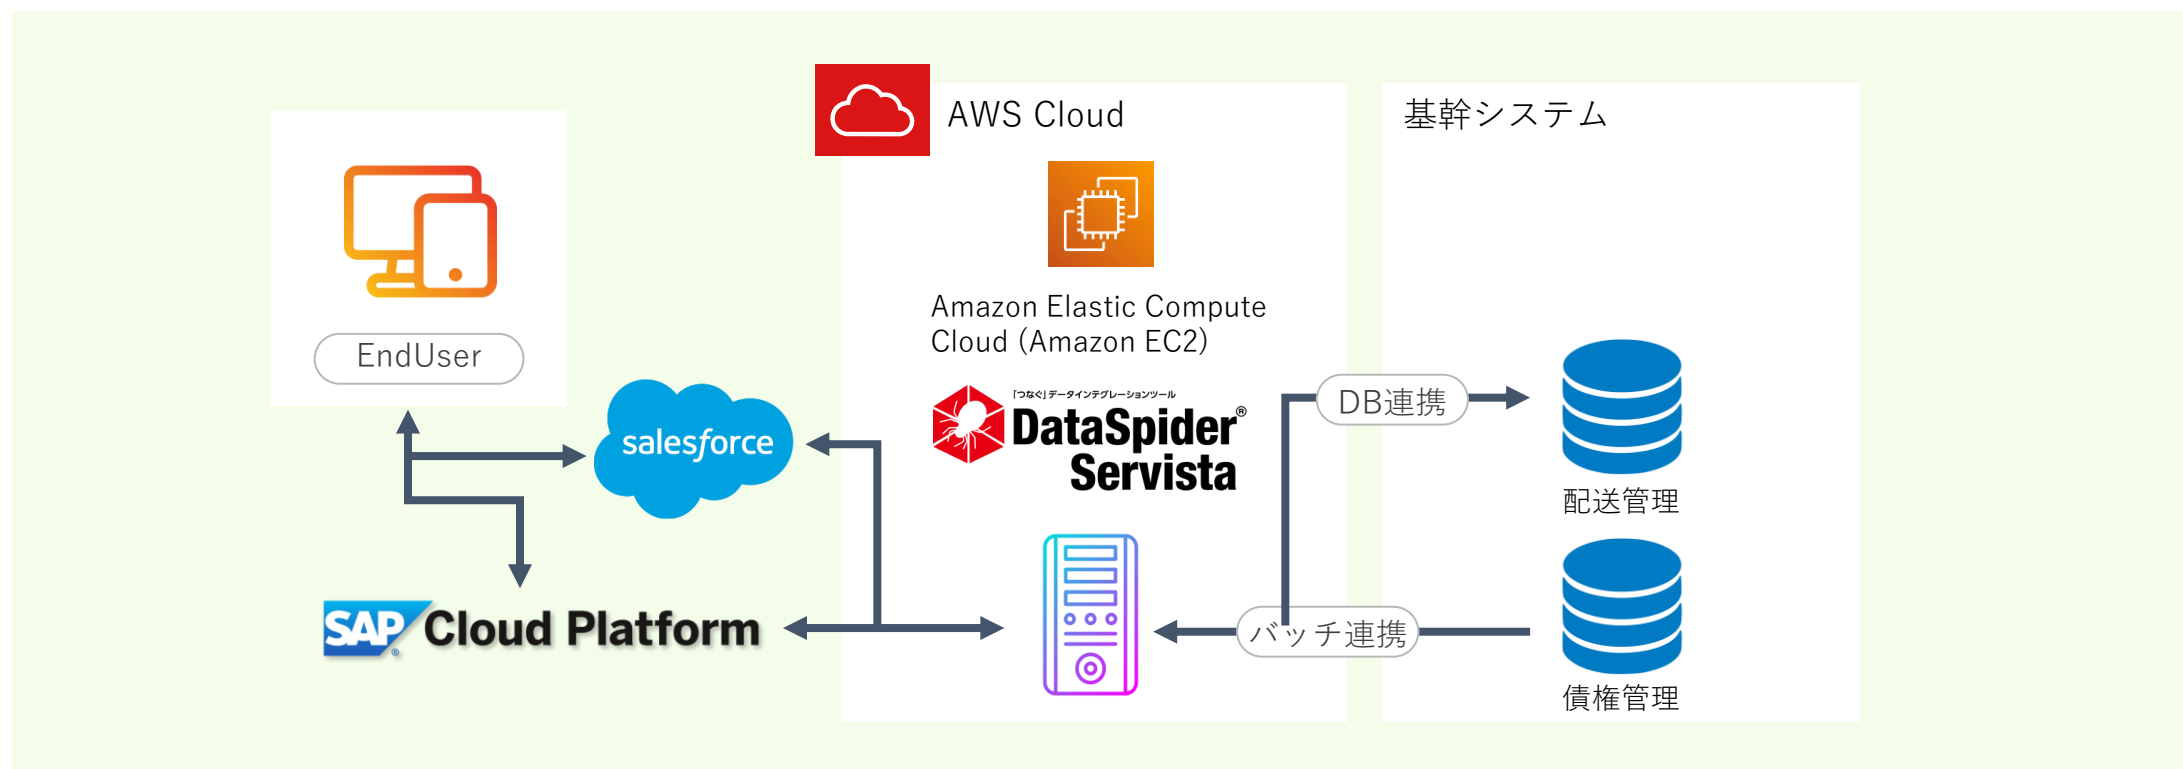 AWS Cloud
基幹システム
Amazon Elastic Compute
Cloud (Amazon EC2)
EndUser
「つなぐ」データインテグレーションツール
DataSpider®
Servista
DB連携
salesforce
配送管理
SAP® Cloud Platform
バッチ連携
債権管理